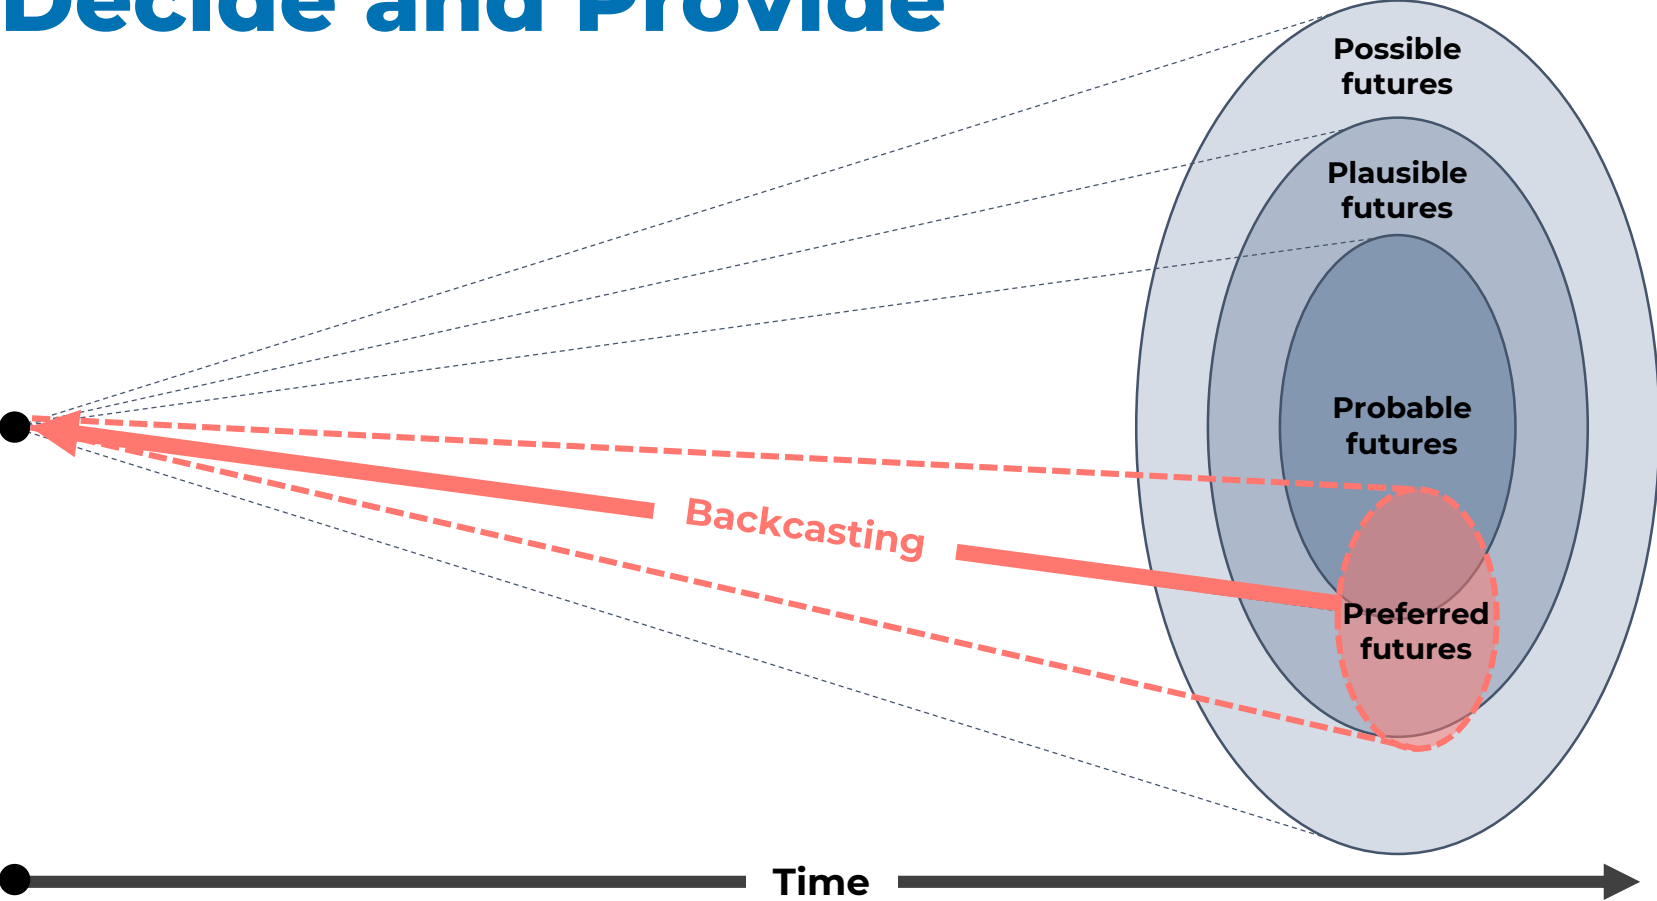 Decide and Provide
Possible
futures
Plausible
futures
Probable
futures
Backcasting
Preferred
futures
Time